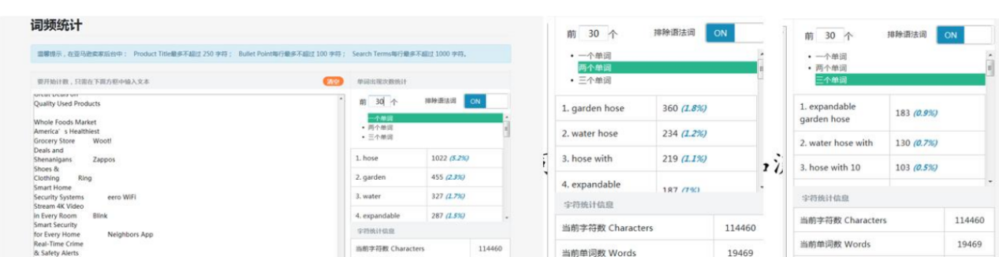 词频统计
温馨提示，在亚马逊卖家后台中： Product Title最多不超过 250 字符； Bullet Point每行最多不超过 100 字符； Search Terms每行最多不超过 1000 字符。
要开始计数，只需在下面方框中输入文本
清空
Quality Used Products
Whole Foods Market
America' s Healthiest
Grocery Store Woot!
Deals and
Shenanigans Zappos
Shoes &
Clothing Ring
Smart Home
Security Systems eero WiFi
Stream 4K Video
in Every Room Blink
Smart Security
for Every Home Neighbors App
Real-Time Crime
& Safety Alerts
单词出现次数统计
前 30 个 排除语法词 ON
一个单词
• 两个单词
• 三个单词
1. hose 1022 (5.2%)
2. garden 455 (2.3%)
3. water 327 (1.7%)
4. expandable 287 (1.5%)
字符统计信息
当前字符数 Characters 114460
前 30 个 排除语法词 ON
• 一个单词
两个单词
• 三个单词
1. garden hose 360 (1.8%)
2. water hose 234 (1.2%)
3. hose with 219 (1.1%)
4. expandable 187 (1%)
字符统计信息
当前字符数 Characters 114460
当前单词数 Words 19469
前 30 个 排除语法词 ON
• 一个单词
• 两个单词
三个单词
1. expandable
garden hose 183 (0.9%)
2. water hose with 130 (0.7%)
3. hose with 10 103 (0.5%)
字符统计信息
当前字符数 Characters 114460
当前单词数 Words 19469